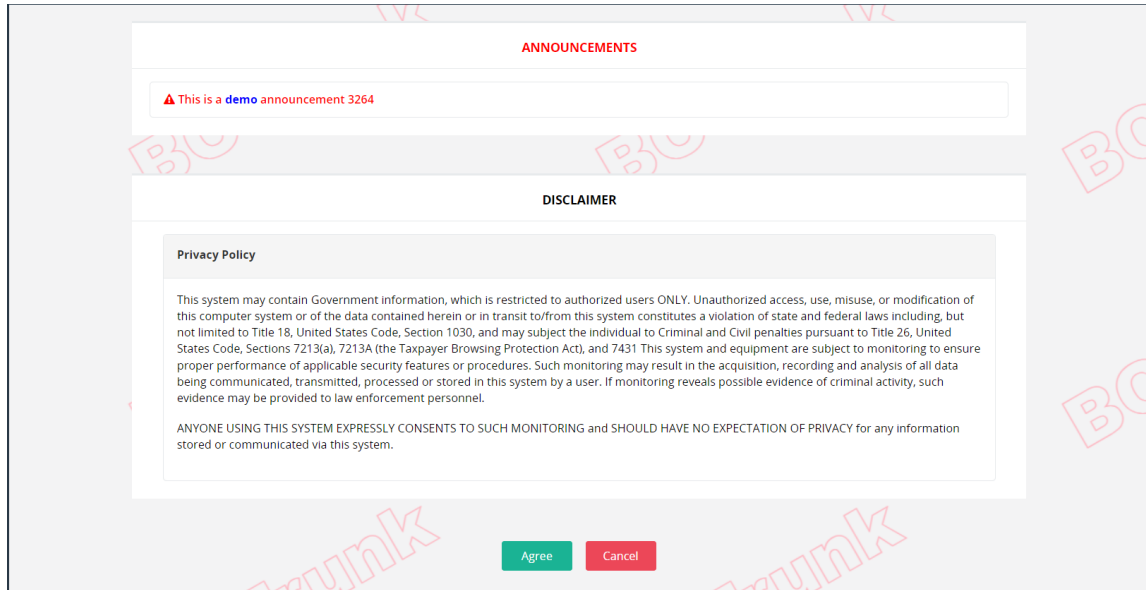 ANNOUNCEMENTS
This is a demo announcement 3264
BO
BO
BO
DISCLAIMER
Privacy Policy
This system may contain Government information, which is restricted to authorized users ONLY. Unauthorized access, use, misuse, or modification of
this computer system or of the data contained herein or in transit to/from this system constitutes a violation of state and federal laws including, but
not limited to Title 18, United States Code, Section 1030, and may subject the individual to Criminal and Civil penalties pursuant to Title 26, United
States Code, Sections 7213(a), 7213A (the Taxpayer Browsing Protection Act), and 7431 This system and equipment are subject to monitoring to ensure
proper performance of applicable security features or procedures. Such monitoring may result in the acquisition, recording and analysis of all data
being communicated, transmitted, processed or stored in this system by a user. If monitoring reveals possible evidence of criminal activity, such
evidence may be provided to law enforcement personnel.
BO
ANYONE USING THIS SYSTEM EXPRESSLY CONSENTS TO SUCH MONITORING and SHOULD HAVE NO EXPECTATION OF PRIVACY for any information
stored or communicated via this system.
Agree
Cancel
trunk
trunk